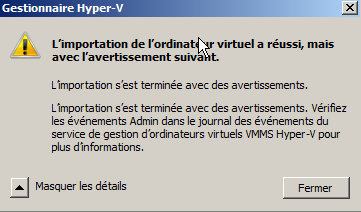 Gestionnaire Hyper-V
L'importation de l'ordinateur virtuel a réussi, mais
avec l'avertissement suivant.
L'importation s'est terminée avec des avertissements.
L'importation s'est terminée avec des avertissements. Vérifiez
les événements Admin dans le journal des événements du
service de gestion d'ordinateurs virtuels VMMS Hyper-V pour
plus d'informations.
Masquer les détails
Fermer